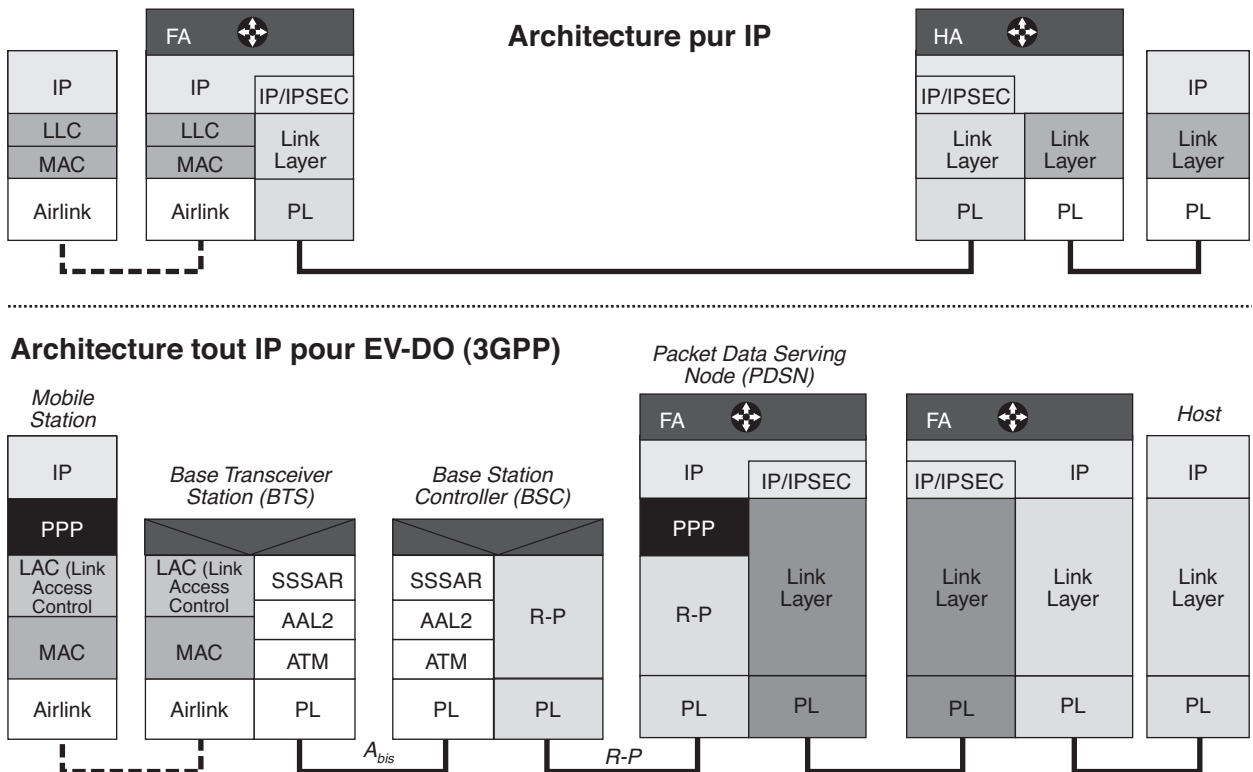 Architecture pur IP
FA
HA
IP
IP
IP/IPSEC
IP/IPSEC
IP
LLC
LLC
Link
Layer
Link
Layer
Link
Layer
Link
Layer
MAC
MAC
Airlink
Airlink
PL
PL
PL
PL
Architecture tout IP pour EV-DO (3GPP)
Packet Data Serving
Node (PDSN)
Mobile
Station
FA
FA
Host
Base Transceiver
Station (BTS)
Base Station
Controller (BSC)
IP
IP
IP/IPSEC
IP/IPSEC
IP
IP
PPP
PPP
LAC (Link
Access
Control
LAC (Link
Access
Control
SSSAR
SSSAR
AAL2
AAL2
R-P
R-P
Link
Layer
Link
Layer
Link
Layer
Link
Layer
MAC
MAC
ATM
ATM
Airlink
Airlink
PL
PL
PL
PL
PL
PL
PL
PL
Abis
R-P